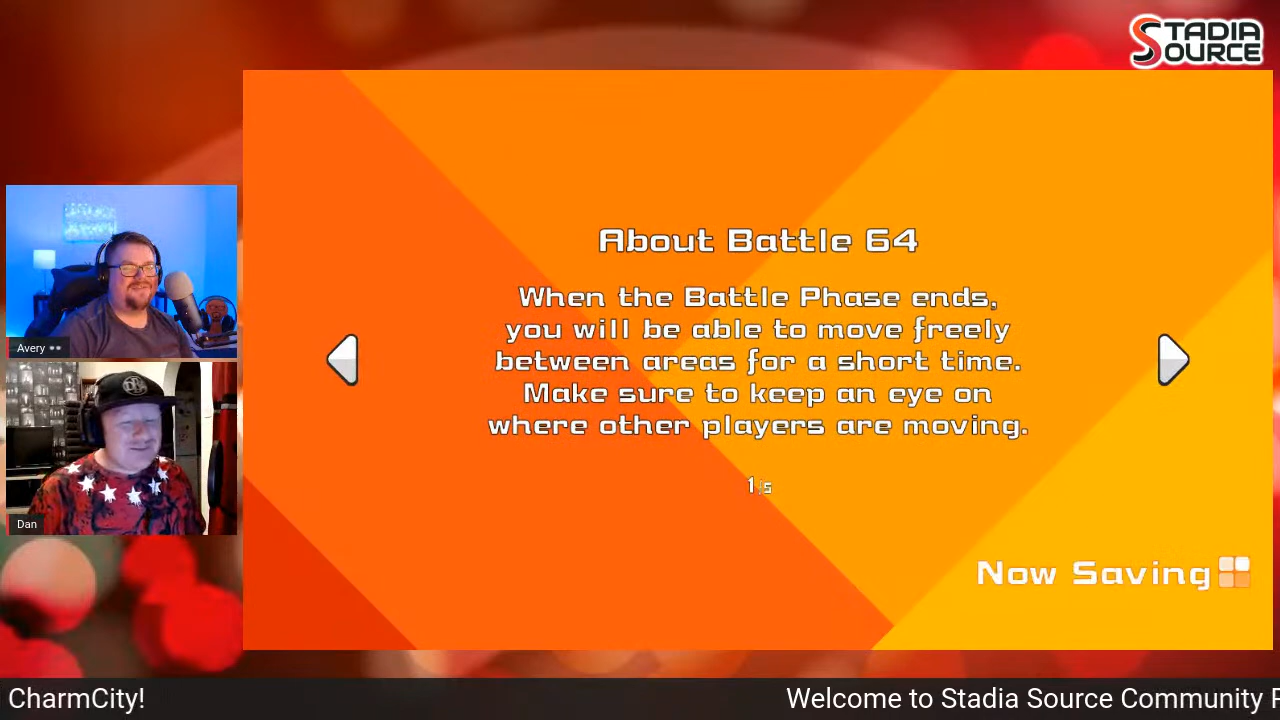 STADIA
SOURCE
About Battle 64
When the Battle Phase ends,
you will be able to move freely
between areas for a short time.
Make sure to keep an eye on
where other players are moving.
1/5
Now Saving
Avery
Dan
CharmCity!
Welcome to Stadia Source Community